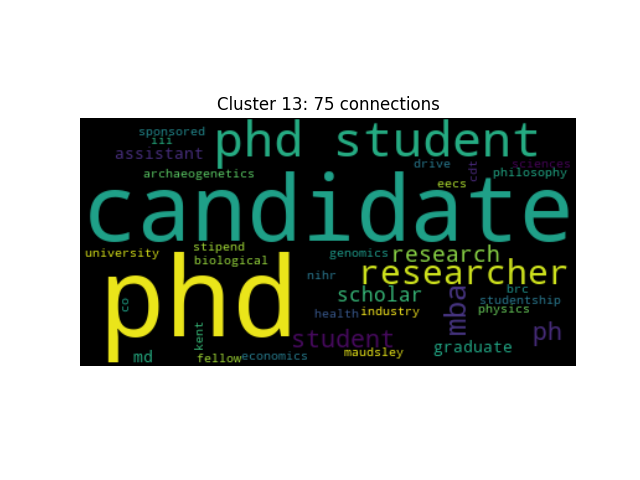 Cluster 13: 75 connections
sponsored
phd student
iii
assistant
drive
sciences
cdt
archaeogenetics
philosophy
eecs
candidate
university
stipend
genomics
research
biological
phd
nihr
researcher
co
scholar
mba
brc
studentship
health
industry
physics
kent
student
ph
md
fellow
economics
maudsley
graduate